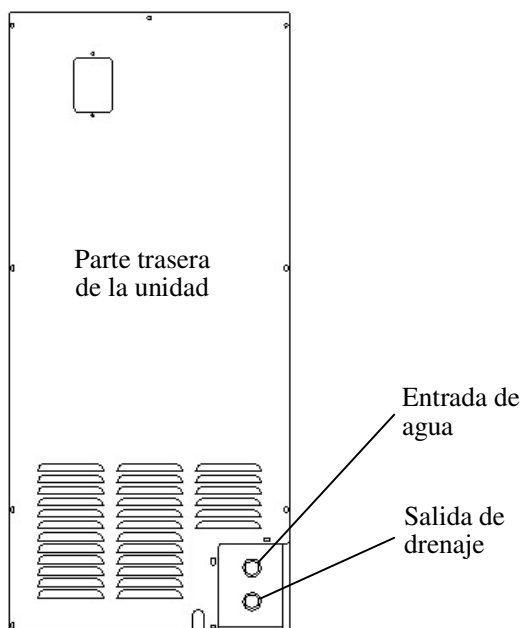 Parte trasera
de la unidad
Entrada de
agua
Salida de
drenaje